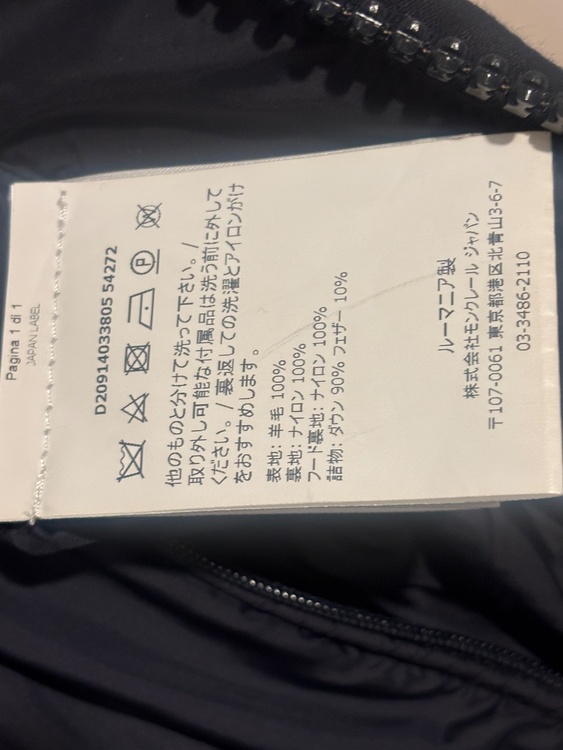 Pagina 1 di 1
JAPAN LABEL
D20914033805 54272
他のものと分けて洗って下さい。/
取り外し可能な付属品は洗う前に外して
ください。/ 裏返しての洗濯とアイロンがけ
をおすすめします。
表地: 羊毛 100%
裏地: ナイロン 100%
フード裏地: ナイロン 100%
詰物: ダウン 90% フェザー 10%
ルーマニア製
株式会社モンクレール ジャパン
〒107-0061 東京都港区北青山3-6-7
03-3486-2110